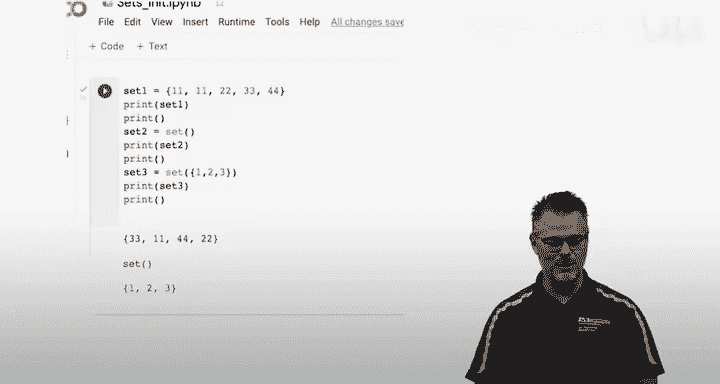 Sets_init.ipynb
File Edit View Insert Runtime Tools Help All changes save
+ Code + Text
set1 = {11, 11, 22, 33, 44}
print(set1)
print()
set2 = set()
print(set2)
print()
set3 = set({1,2,3})
print(set3)
print()
{33, 11, 44, 22}
set()
{1, 2, 3}